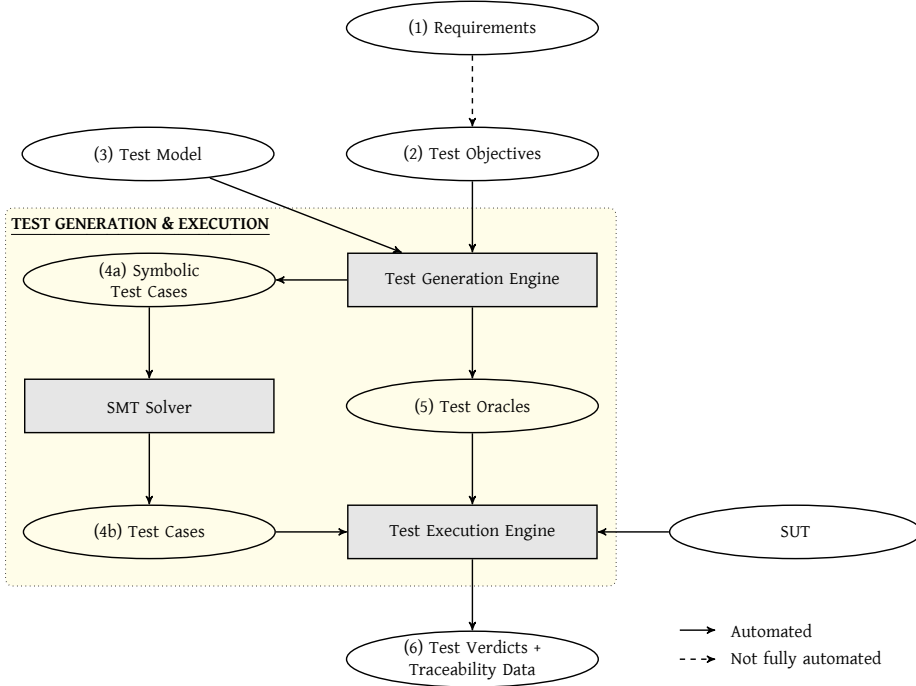 (1) Requirements
(3) Test Model
(2) Test Objectives
TEST GENERATION & EXECUTION
(4a) Symbolic
Test Cases
Test Generation Engine
SMT Solver
(5) Test Oracles
(4b) Test Cases
Test Execution Engine
SUT
(6) Test Verdicts +
Traceability Data
Automated
Not fully automated